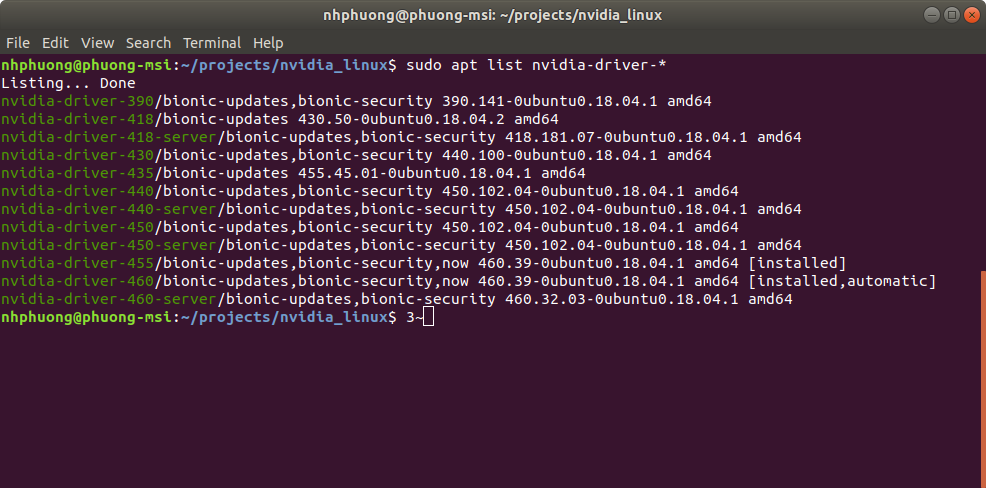 nhphuong@phuong-msi: ~/projects/nvidia_linux
File Edit View Search Terminal Help
nhphuong@phuong-msi:~/projects/nvidia_linux$ sudo apt list nvidia-driver-*
Listing... Done
nvidia-driver-390/bionic-updates,bionic-security 390.141-0ubuntu0.18.04.1 amd64
nvidia-driver-418/bionic-updates 430.50-0ubuntu0.18.04.2 amd64
nvidia-driver-418-server/bionic-updates,bionic-security 418.181.07-0ubuntu0.18.04.1 amd64
nvidia-driver-430/bionic-updates,bionic-security 440.100-0ubuntu0.18.04.1 amd64
nvidia-driver-435/bionic-updates 455.45.01-0ubuntu0.18.04.1 amd64
nvidia-driver-440/bionic-updates,bionic-security 450.102.04-0ubuntu0.18.04.1 amd64
nvidia-driver-440-server/bionic-updates,bionic-security 450.102.04-0ubuntu0.18.04.1 amd64
nvidia-driver-450/bionic-updates,bionic-security 450.102.04-0ubuntu0.18.04.1 amd64
nvidia-driver-450-server/bionic-updates,bionic-security 450.102.04-0ubuntu0.18.04.1 amd64
nvidia-driver-455/bionic-updates,bionic-security,now 460.39-0ubuntu0.18.04.1 amd64 [installed]
nvidia-driver-460/bionic-updates,bionic-security,now 460.39-0ubuntu0.18.04.1 amd64 [installed,automatic]
nvidia-driver-460-server/bionic-updates,bionic-security 460.32.03-0ubuntu0.18.04.1 amd64
nhphuong@phuong-msi:~/projects/nvidia_linux$ 3~